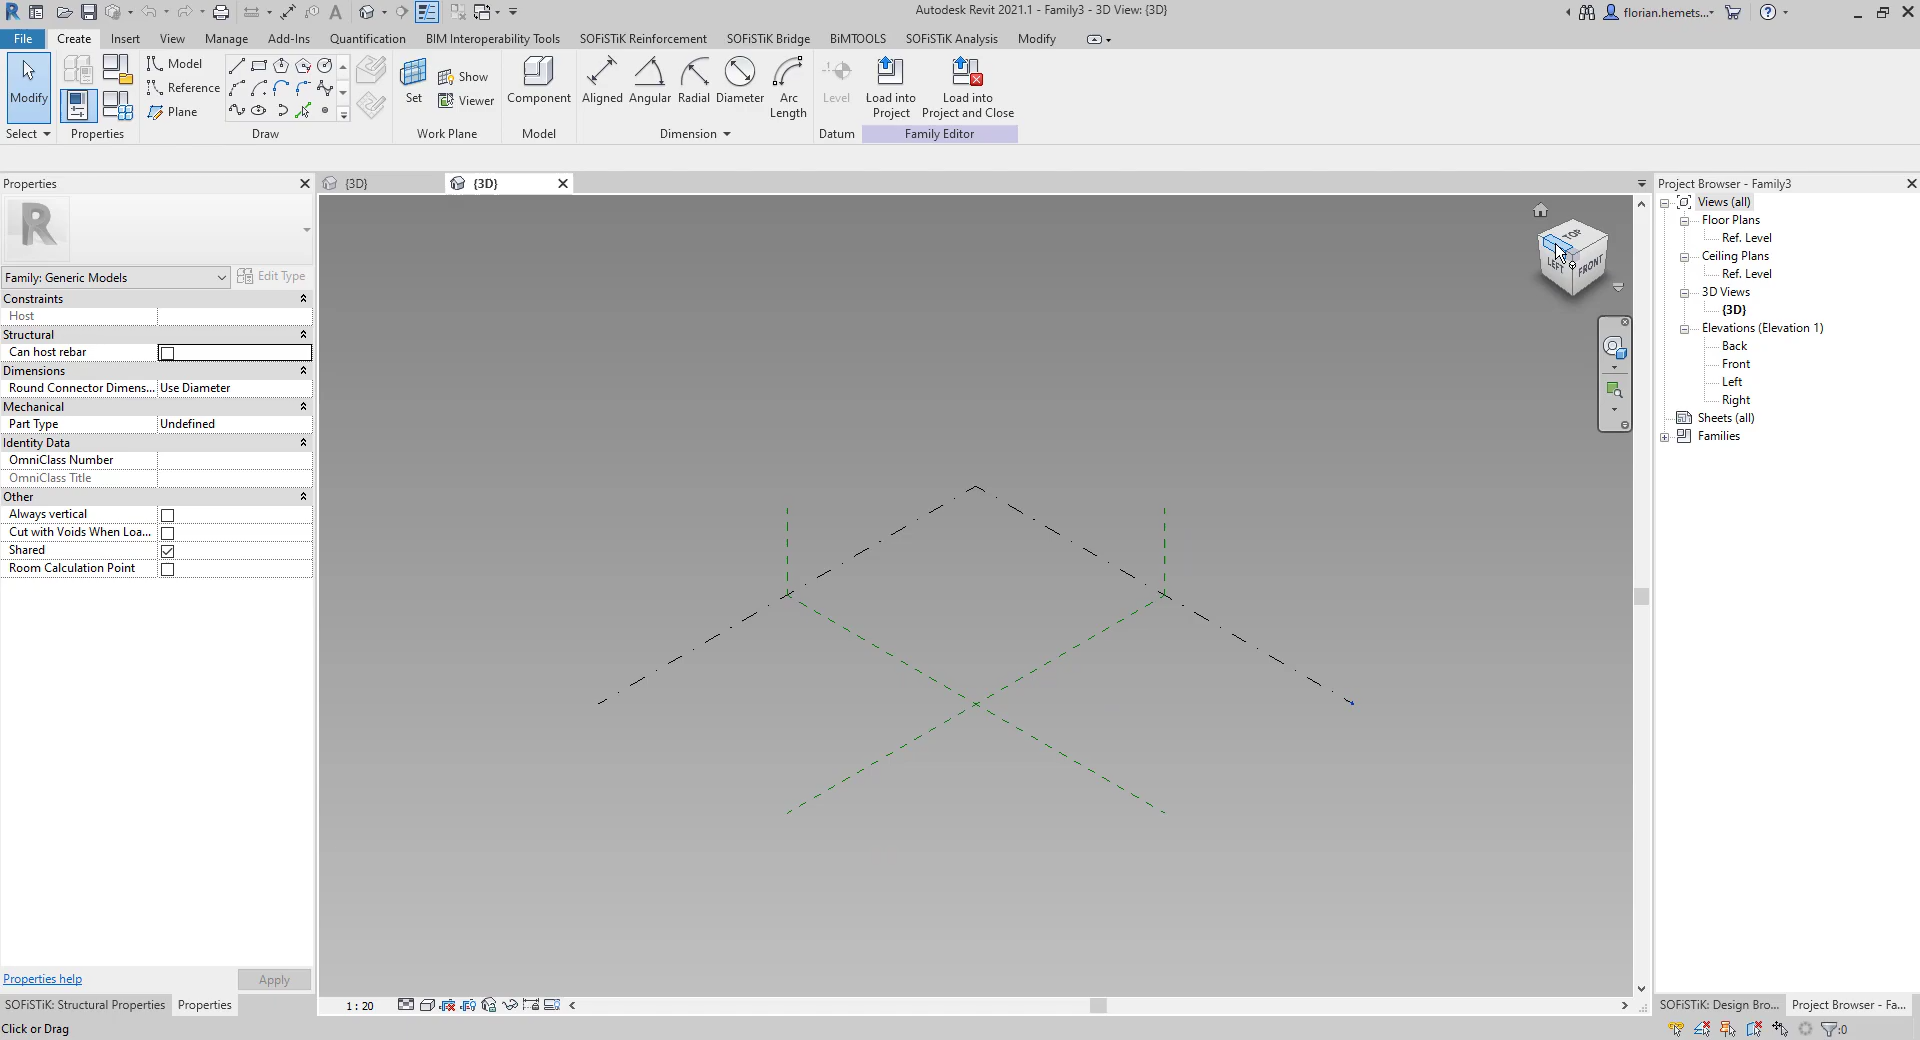 Autodesk Revit 2021.1 - Family3 - 3D View: {3D}
florian.hemets...
File Create Insert View Manage Add-Ins Quantification BIM Interoperability Tools SOFiSTiK Reinforcement SOFiSTiK Bridge BiMTOOLS SOFiSTiK Analysis Modify
Modify
Model
Reference
Plane
Set
Show
Viewer
Component
Aligned Angular Radial Diameter Arc Length
Level
Load into Project
Load into Project and Close
Select Properties Draw Work Plane Model Dimension Datum Family Editor
Properties
{3D}
{3D}
Project Browser - Family3
R
Family: Generic Models
Edit Type
Constraints
Host
Structural
Can host rebar
Dimensions
Round Connector Dimens... Use Diameter
Mechanical
Part Type Undefined
Identity Data
OmniClass Number
OmniClass Title
Other
Always vertical
Cut with Voids When Loa...
Shared
Room Calculation Point
TOP
LEFT
FRONT
Views (all)
Floor Plans
Ref. Level
Ceiling Plans
Ref. Level
3D Views
{3D}
Elevations (Elevation 1)
Back
Front
Left
Right
Sheets (all)
Families
Properties help
Apply
SOFiSTiK: Structural Properties Properties
1 : 20
SOFiSTiK: Design Bro... Project Browser - Fa...
Click or Drag
:0